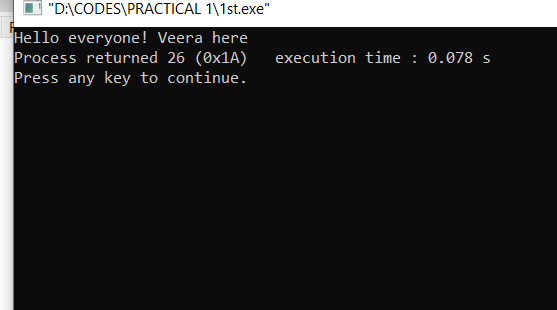 "D:\CODES\PRACTICAL 1\1st.exe"
Hello everyone! Veera here
Process returned 26 (0x1A)   execution time : 0.078 s
Press any key to continue.